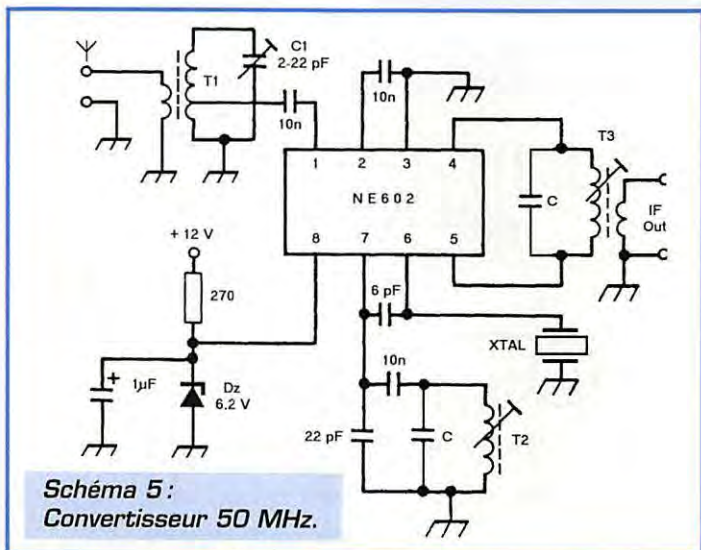 C1
2-22 pF
T1
10n
10n
1 2 3 4
NE602
8 7 6 5
T3
C
IF
Out
+ 12 V
270
6 pF
XTAL
10n
1µF
Dz
6.2 V
22 pF
C
T2
Schéma 5 :
Convertisseur 50 MHz.